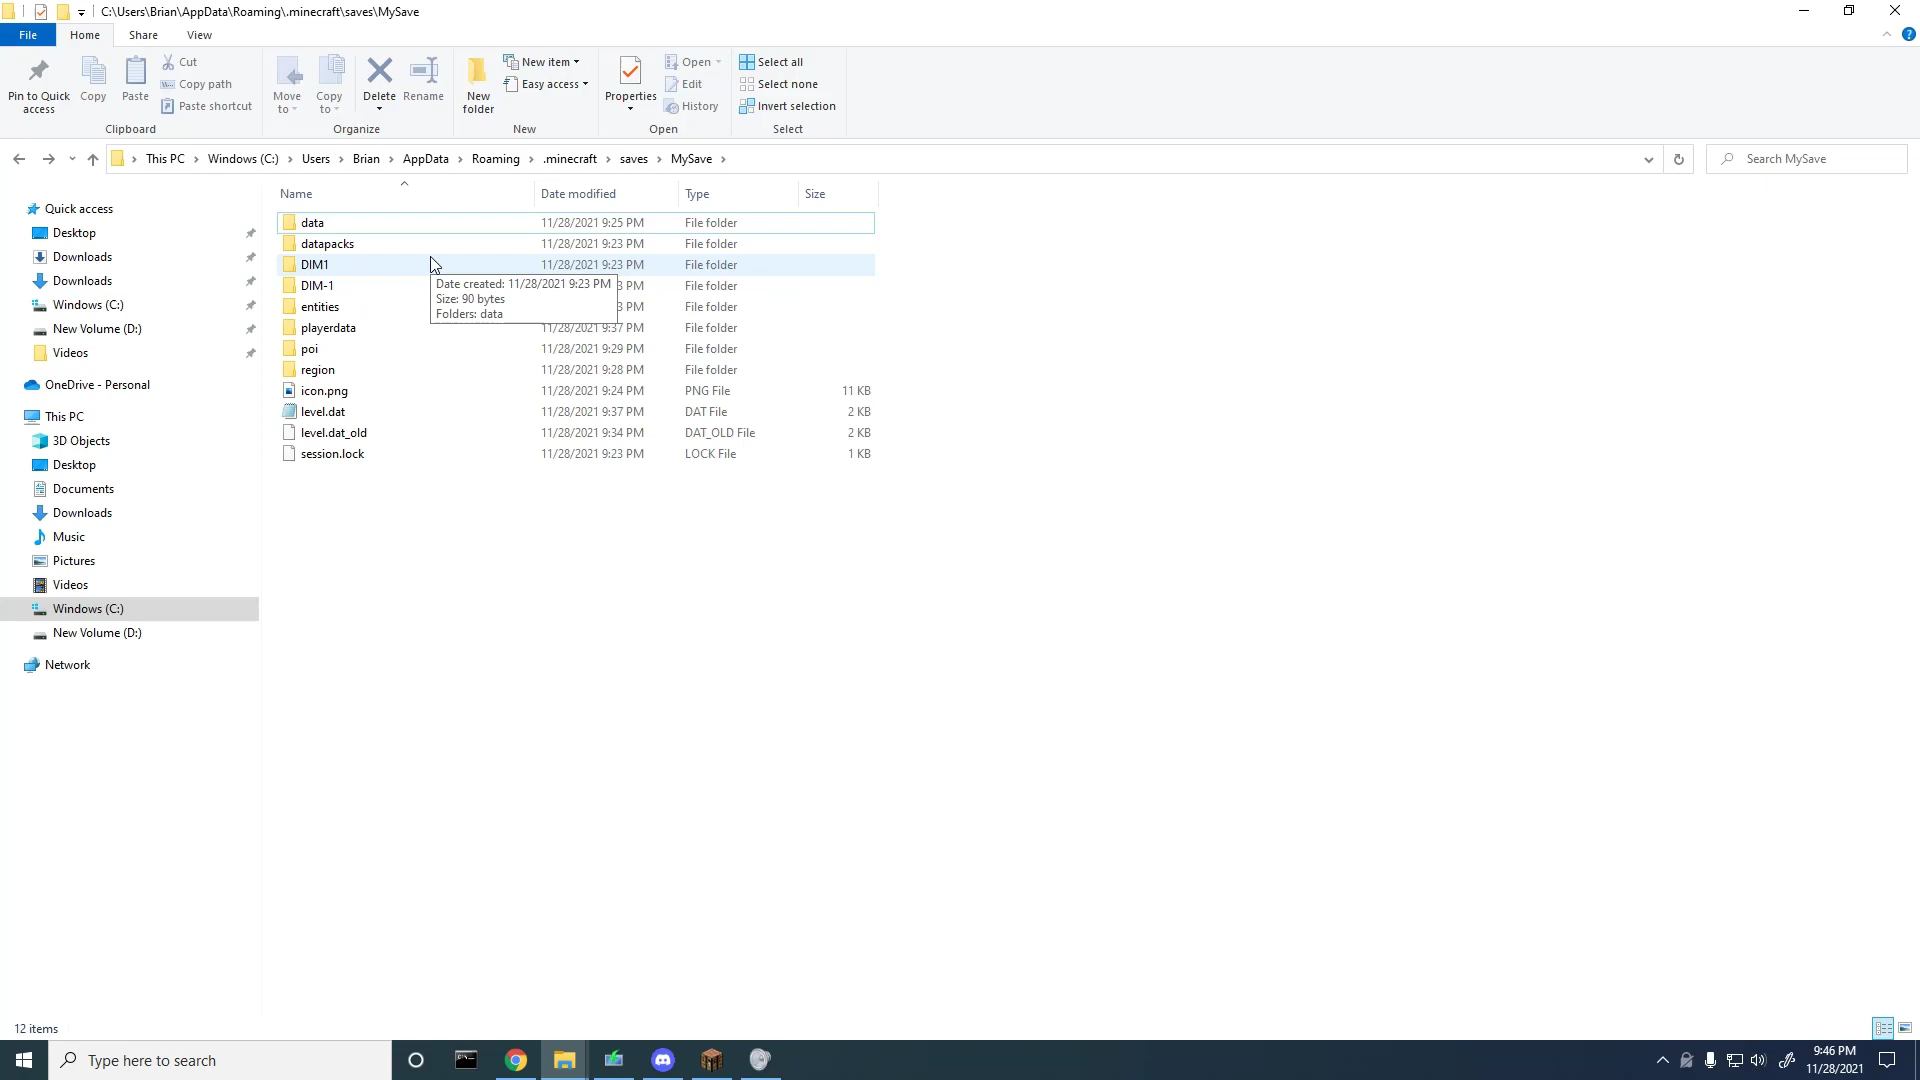 C:\Users\Brian\AppData\Roaming\.minecraft\saves\MySave
File Home Share View
Pin to Quick access
Copy
Paste
Cut
Copy path
Paste shortcut
Clipboard
Move to
Copy to
Delete
Rename
Organize
New folder
New item
Easy access
New
Properties
Open
Edit
History
Open
Select all
Select none
Invert selection
Select
This PC > Windows (C:) > Users > Brian > AppData > Roaming > .minecraft > saves > MySave >
Search MySave
Quick access
Desktop
Downloads
Downloads
Windows (C:)
New Volume (D:)
Videos
OneDrive - Personal
This PC
3D Objects
Desktop
Documents
Downloads
Music
Pictures
Videos
Windows (C:)
New Volume (D:)
Network
Name Date modified Type Size
data 11/28/2021 9:25 PM File folder
datapacks 11/28/2021 9:23 PM File folder
DIM1 11/28/2021 9:23 PM File folder
DIM-1 3 PM File folder
entities 3 PM File folder
playerdata 11/28/2021 9:37 PM File folder
poi 11/28/2021 9:29 PM File folder
region 11/28/2021 9:28 PM File folder
icon.png 11/28/2021 9:24 PM PNG File 11 KB
level.dat 11/28/2021 9:37 PM DAT File 2 KB
level.dat_old 11/28/2021 9:34 PM DAT_OLD File 2 KB
session.lock 11/28/2021 9:23 PM LOCK File 1 KB
Date created: 11/28/2021 9:23 PM
Size: 90 bytes
Folders: data
12 items
Type here to search
9:46 PM
11/28/2021